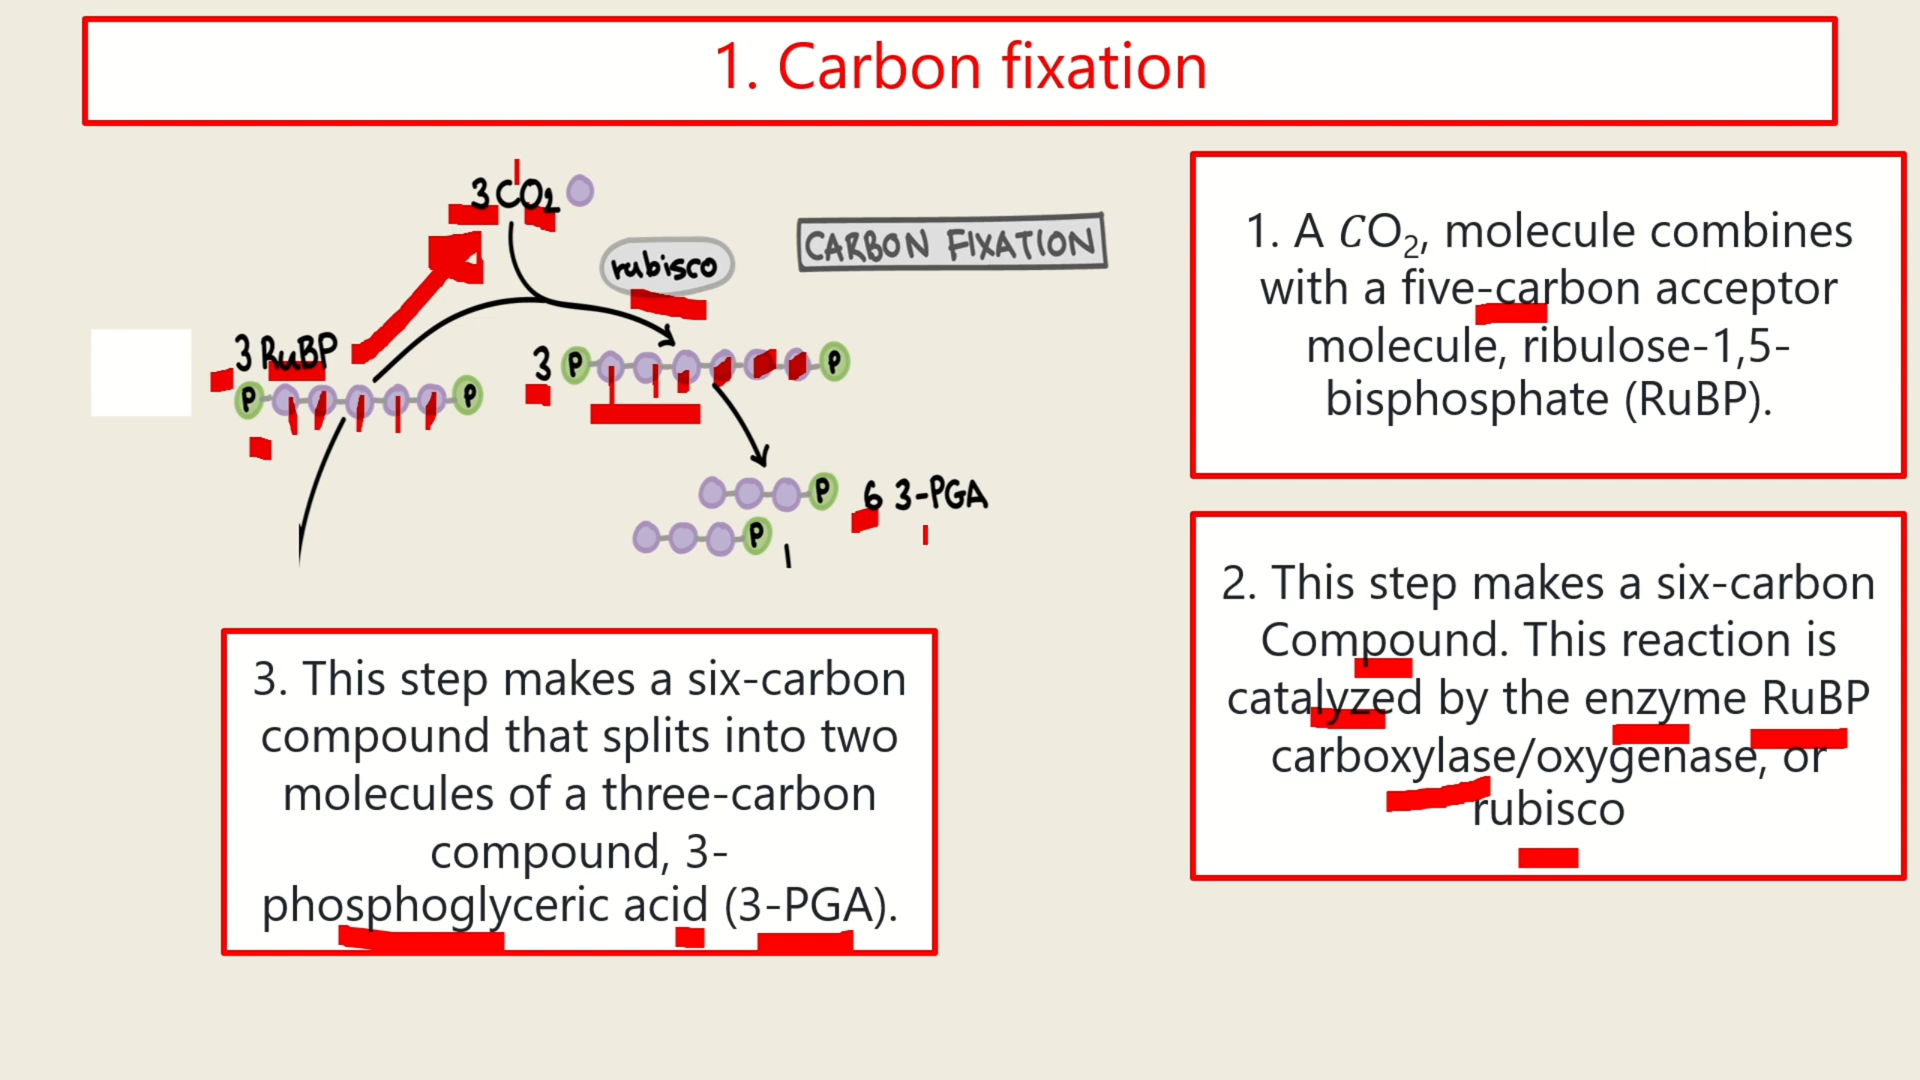 1. Carbon fixation
3 CO2
rubisco
CARBON FIXATION
3 RuBP
P P
3 P P
P 6 3-PGA
P
1. A CO₂, molecule combines
with a five-carbon acceptor
molecule, ribulose-1,5-
bisphosphate (RuBP).
2. This step makes a six-carbon
Compound. This reaction is
catalyzed by the enzyme RuBP
carboxylase/oxygenase, or
rubisco
3. This step makes a six-carbon
compound that splits into two
molecules of a three-carbon
compound, 3-
phosphoglyceric acid (3-PGA).